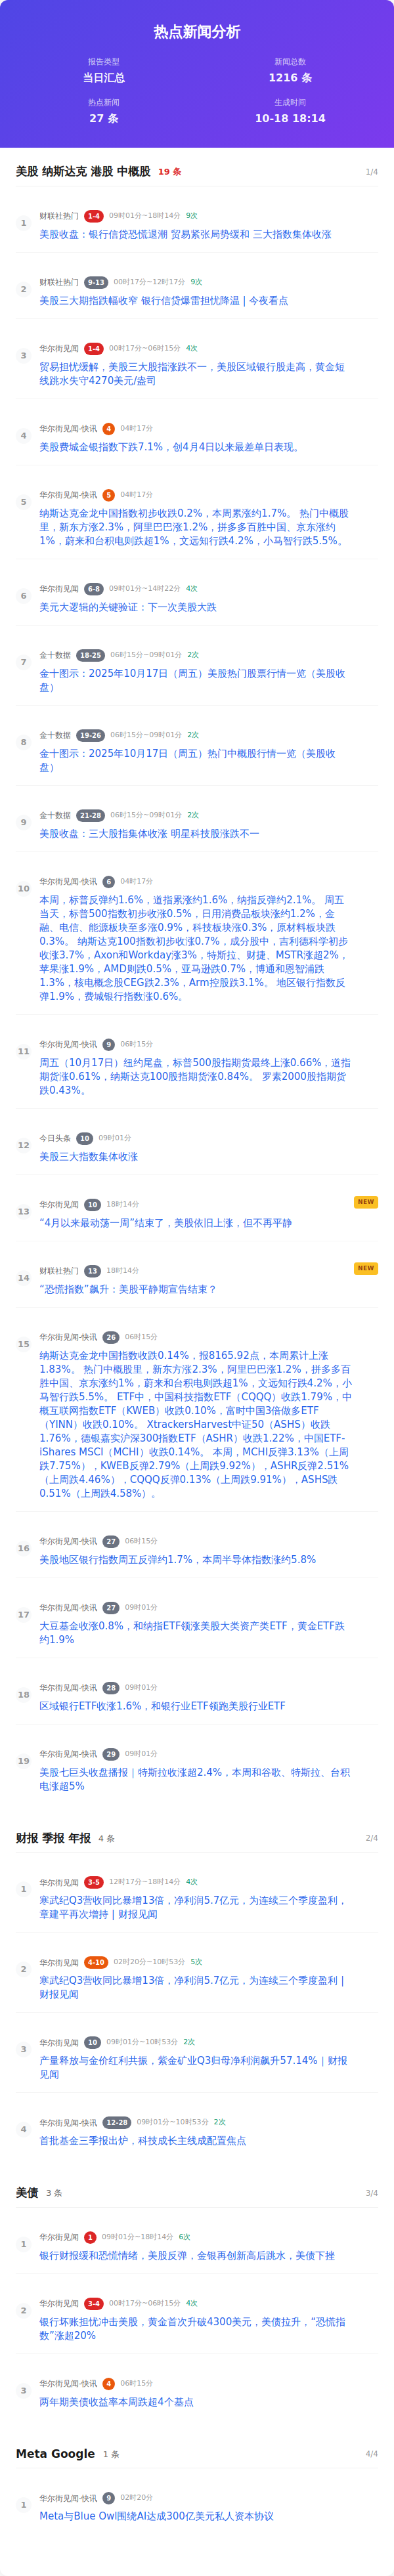 热点新闻分析
报告类型
当日汇总
新闻总数
1216 条
热点新闻
27 条
生成时间
10-18 18:14
美股 纳斯达克 港股 中概股 19 条 1/4
1
财联社热门 1-4 09时01分~18时14分 9次
美股收盘：银行信贷恐慌退潮 贸易紧张局势缓和 三大指数集体收涨
2
财联社热门 9-13 00时17分~12时17分 9次
美股三大期指跌幅收窄 银行信贷爆雷担忧降温 | 今夜看点
3
华尔街见闻 1-4 00时17分~06时15分 4次
贸易担忧缓解，美股三大股指涨跌不一，美股区域银行股走高，黄金短
线跳水失守4270美元/盎司
4
华尔街见闻-快讯 4 04时17分
美股费城金银指数下跌7.1%，创4月4日以来最差单日表现。
5
华尔街见闻-快讯 5 04时17分
纳斯达克金龙中国指数初步收跌0.2%，本周累涨约1.7%。 热门中概股
里，新东方涨2.3%，阿里巴巴涨1.2%，拼多多百胜中国、京东涨约
1%，蔚来和台积电则跌超1%，文远知行跌4.2%，小马智行跌5.5%。
6
华尔街见闻 6-8 09时01分~14时22分 4次
美元大逻辑的关键验证：下一次美股大跌
7
金十数据 18-25 06时15分~09时01分 2次
金十图示：2025年10月17日（周五）美股热门股票行情一览（美股收
盘）
8
金十数据 19-26 06时15分~09时01分 2次
金十图示：2025年10月17日（周五）热门中概股行情一览（美股收
盘）
9
金十数据 21-28 06时15分~09时01分 2次
美股收盘：三大股指集体收涨 明星科技股涨跌不一
10
华尔街见闻-快讯 6 04时17分
本周，标普反弹约1.6%，道指累涨约1.6%，纳指反弹约2.1%。 周五
当天，标普500指数初步收涨0.5%，日用消费品板块涨约1.2%，金
融、电信、能源板块至多涨0.9%，科技板块涨0.3%，原材料板块跌
0.3%。 纳斯达克100指数初步收涨0.7%，成分股中，吉利德科学初步
收涨3.7%，Axon和Workday涨3%，特斯拉、财捷、MSTR涨超2%，
苹果涨1.9%，AMD则跌0.5%，亚马逊跌0.7%，博通和恩智浦跌
1.3%，核电概念股CEG跌2.3%，Arm控股跌3.1%。 地区银行指数反
弹1.9%，费城银行指数涨0.6%。
11
华尔街见闻-快讯 9 06时15分
周五（10月17日）纽约尾盘，标普500股指期货最终上涨0.66%，道指
期货涨0.61%，纳斯达克100股指期货涨0.84%。 罗素2000股指期货
跌0.43%。
12
今日头条 10 09时01分
美股三大指数集体收涨
13
华尔街见闻 10 18时14分 NEW
“4月以来最动荡一周”结束了，美股依旧上涨，但不再平静
14
财联社热门 13 18时14分 NEW
“恐慌指数”飙升：美股平静期宣告结束？
15
华尔街见闻-快讯 26 06时15分
纳斯达克金龙中国指数收跌0.14%，报8165.92点，本周累计上涨
1.83%。 热门中概股里，新东方涨2.3%，阿里巴巴涨1.2%，拼多多百
胜中国、京东涨约1%，蔚来和台积电则跌超1%，文远知行跌4.2%，小
马智行跌5.5%。 ETF中，中国科技指数ETF（CQQQ）收跌1.79%，中
概互联网指数ETF（KWEB）收跌0.10%，富时中国3倍做多ETF
（YINN）收跌0.10%。 XtrackersHarvest中证50（ASHS）收跌
1.76%，德银嘉实沪深300指数ETF（ASHR）收跌1.22%，中国ETF-
iShares MSCI（MCHI）收跌0.14%。 本周，MCHI反弹3.13%（上周
跌7.75%），KWEB反弹2.79%（上周跌9.92%），ASHR反弹2.51%
（上周跌4.46%），CQQQ反弹0.13%（上周跌9.91%），ASHS跌
0.51%（上周跌4.58%）。
16
华尔街见闻-快讯 27 06时15分
美股地区银行指数周五反弹约1.7%，本周半导体指数涨约5.8%
17
华尔街见闻-快讯 27 09时01分
大豆基金收涨0.8%，和纳指ETF领涨美股大类资产类ETF，黄金ETF跌
约1.9%
18
华尔街见闻-快讯 28 09时01分
区域银行ETF收涨1.6%，和银行业ETF领跑美股行业ETF
19
华尔街见闻-快讯 29 09时01分
美股七巨头收盘播报｜特斯拉收涨超2.4%，本周和谷歌、特斯拉、台积
电涨超5%
财报 季报 年报 4 条 2/4
1
华尔街见闻 3-5 12时17分~18时14分 4次
寒武纪Q3营收同比暴增13倍，净利润5.7亿元，为连续三个季度盈利，
章建平再次增持 | 财报见闻
2
华尔街见闻 4-10 02时20分~10时53分 5次
寒武纪Q3营收同比暴增13倍，净利润5.7亿元，为连续三个季度盈利 |
财报见闻
3
华尔街见闻 10 09时01分~10时53分 2次
产量释放与金价红利共振，紫金矿业Q3归母净利润飙升57.14%｜财报
见闻
4
华尔街见闻-快讯 12-28 09时01分~10时53分 2次
首批基金三季报出炉，科技成长主线成配置焦点
美债 3 条 3/4
1
华尔街见闻 1 09时01分~18时14分 6次
银行财报缓和恐慌情绪，美股反弹，金银再创新高后跳水，美债下挫
2
华尔街见闻 3-4 00时17分~06时15分 4次
银行坏账担忧冲击美股，黄金首次升破4300美元，美债拉升，“恐慌指
数”涨超20%
3
华尔街见闻-快讯 4 06时15分
两年期美债收益率本周跌超4个基点
Meta Google 1 条 4/4
1
华尔街见闻-快讯 9 02时20分
Meta与Blue Owl围绕AI达成300亿美元私人资本协议